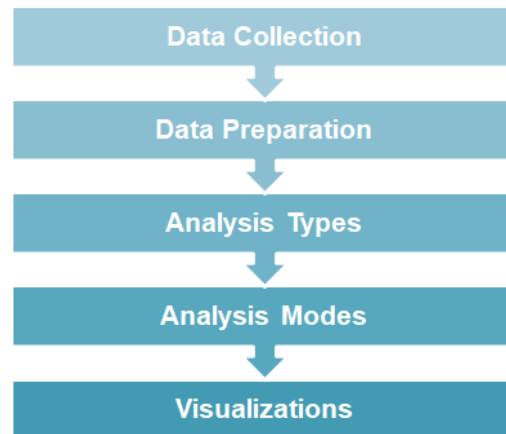 Data Collection
Data Preparation
Analysis Types
Analysis Modes
Visualizations